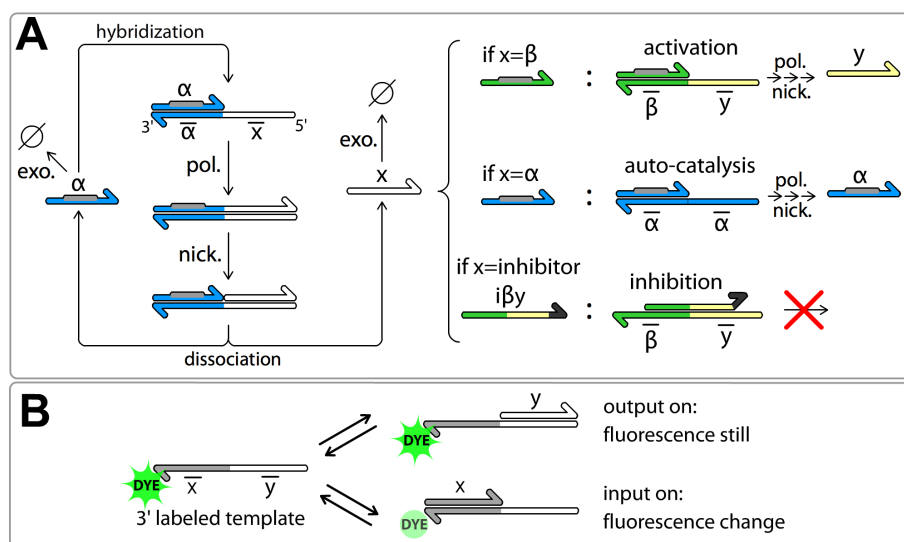 A
hybridization
α
3' α̅ x̅ 5'
∅
exo.
α
pol.
nick.
dissociation
∅
exo.
x
if x=β
:
activation
β̅ y̅
pol.
nick.
y
if x=α
:
auto-catalysis
α̅ α̅
pol.
nick.
α
if x=inhibitor
iβy
:
inhibition
β̅ y̅
B
DYE
x̅ y̅
3' labeled template
y
DYE
output on:
fluorescence still
x
DYE
input on:
fluorescence change